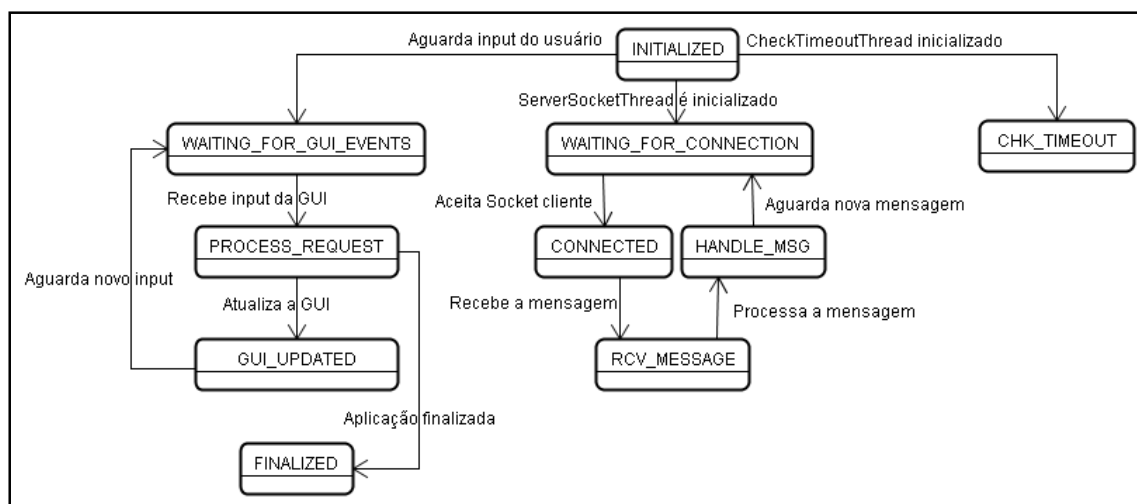 Aguarda input do usuário
INITIALIZED
CheckTimeoutThread inicializado
ServerSocketThread é inicializado
WAITING_FOR_GUI_EVENTS
WAITING_FOR_CONNECTION
CHK_TIMEOUT
Recebe input da GUI
Aceita Socket cliente
Aguarda nova mensagem
PROCESS_REQUEST
CONNECTED
HANDLE_MSG
Aguarda novo input
Atualiza a GUI
Recebe a mensagem
Processa a mensagem
GUI_UPDATED
RCV_MESSAGE
Aplicação finalizada
FINALIZED